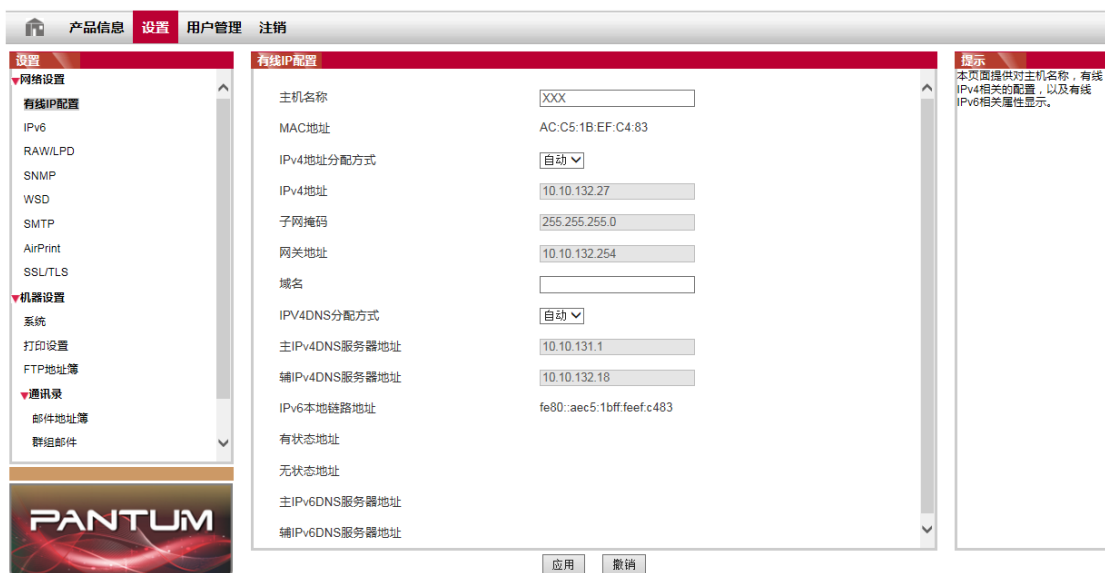 产品信息 设置 用户管理 注销
设置
▼网络设置
有线IP配置
IPv6
RAW/LPD
SNMP
WSD
SMTP
AirPrint
SSL/TLS
▼机器设置
系统
打印设置
FTP地址簿
▼通讯录
邮件地址簿
群组邮件
PANTUM
有线IP配置
主机名称 XXX
MAC地址 AC:C5:1B:EF:C4:83
IPv4地址分配方式 自动
IPv4地址 10.10.132.27
子网掩码 255.255.255.0
网关地址 10.10.132.254
域名
IPV4DNS分配方式 自动
主IPv4DNS服务器地址 10.10.131.1
辅IPv4DNS服务器地址 10.10.132.18
IPv6本地链路地址 fe80::aec5:1bff:feef:c483
有状态地址
无状态地址
主IPv6DNS服务器地址
辅IPv6DNS服务器地址
应用 撤销
提示
本页面提供对主机名称，有线
IPv4相关的配置，以及有线
IPv6相关属性显示。